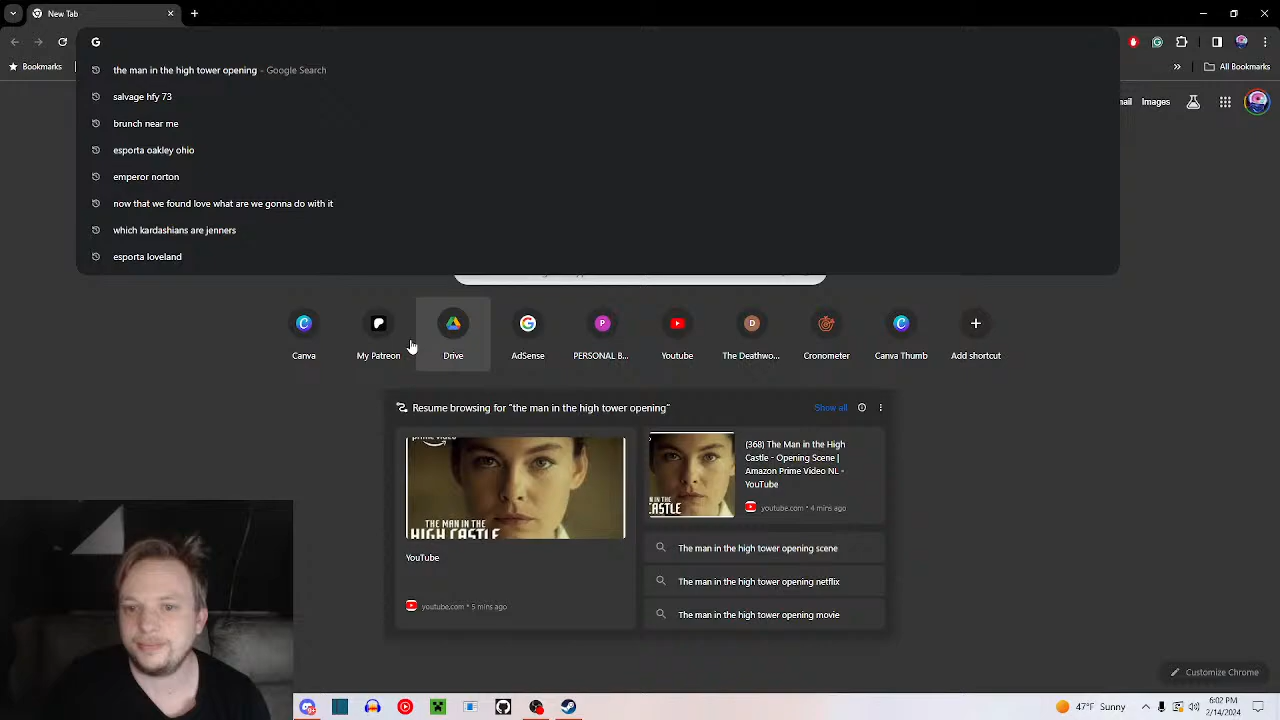 New Tab
Bookmarks
All Bookmarks
the man in the high tower opening - Google Search
salvage hfy 73
brunch near me
esporta oakley ohio
emperor norton
now that we found love what are we gonna do with it
which kardashians are jenners
esporta loveland
Images
Canva
My Patreon
Drive
AdSense
PERSONAL B...
Youtube
The Deathwo...
Cronometer
Canva Thumb
Add shortcut
Resume browsing for "the man in the high tower opening"
Show all
THE MAN IN THE
HIGH CASTLE
YouTube
youtube.com • 5 mins ago
(368) The Man in the High
Castle - Opening Scene |
Amazon Prime Video NL -
YouTube
youtube.com • 4 mins ago
The man in the high tower opening scene
The man in the high tower opening netflix
The man in the high tower opening movie
Customize Chrome
47°F Sunny
6:02 PM
2/14/2024